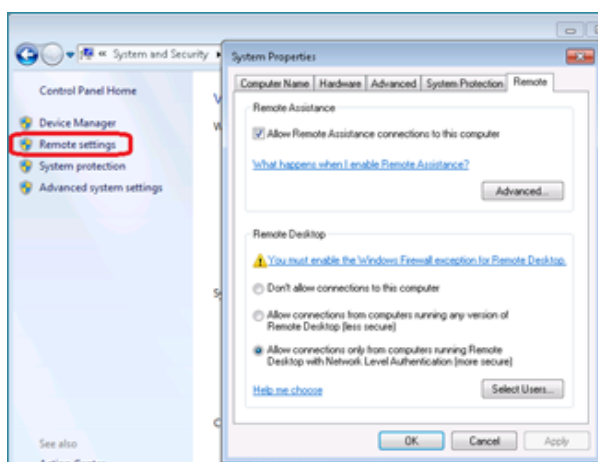 « System and Security
Control Panel Home
Device Manager
Remote settings
System protection
Advanced system settings
See also
System Properties
Computer Name
Hardware
Advanced
System Protection
Remote
Remote Assistance
Allow Remote Assistance connections to this computer
What happens when I enable Remote Assistance?
Advanced...
Remote Desktop
You must enable the Windows Firewall exception for Remote Desktop.
Don't allow connections to this computer
Allow connections from computers running any version of
Remote Desktop (less secure)
Allow connections only from computers running Remote
Desktop with Network Level Authentication (more secure)
Help me choose
Select Users...
OK
Cancel
Apply